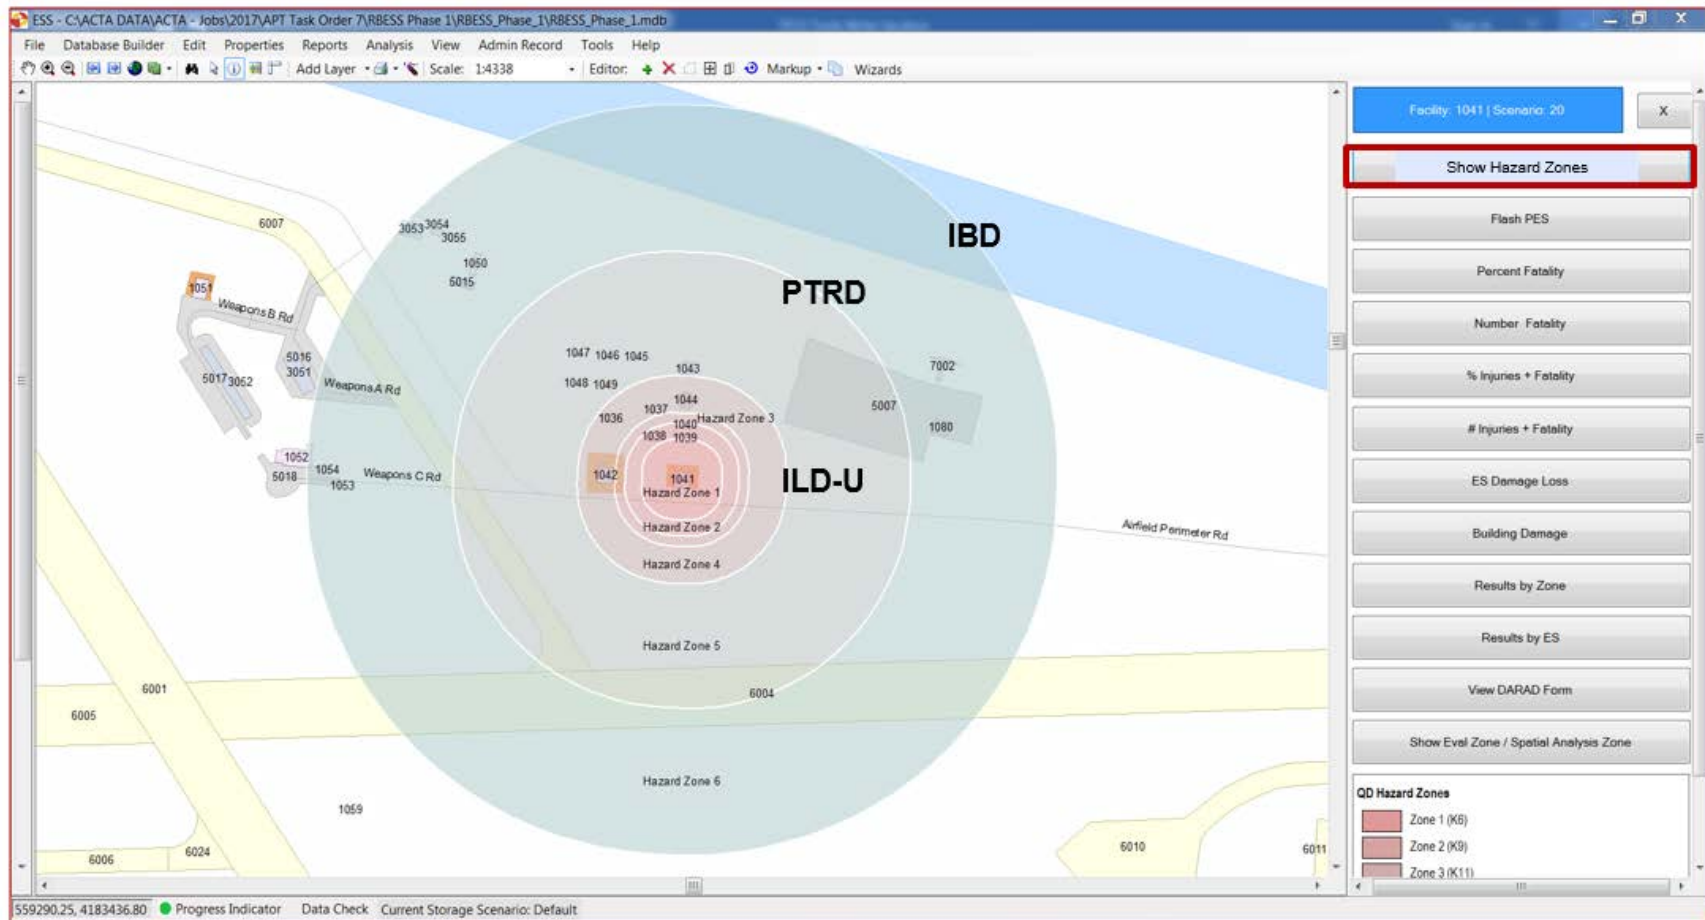 ESS - C:\ACTA DATA\ACTA - Jobs\2017\APT Task Order 7\RBESS Phase 1\RBESS_Phase_1\RBESS_Phase_1.mdb
File Database Builder Edit Properties Reports Analysis View Admin Record Tools Help
Add Layer Scale: 1:4338 Editor: Markup Wizards
Facility: 1041 | Scenario: 20 X
Show Hazard Zones
Flash PES
Percent Fatality
Number Fatality
% Injuries + Fatality
# Injuries + Fatality
ES Damage Loss
Building Damage
Results by Zone
Results by ES
View DARAD Form
Show Eval Zone / Spatial Analysis Zone
QD Hazard Zones
Zone 1 (K6)
Zone 2 (K9)
Zone 3 (K11)
6007
3053 3054
3055
IBD
1050
6015
1051
PTRD
Weapons B Rd
1047 1046 1045
5016
3051
1043
7002
5017 3052
Weapons A Rd
1048 1049
1044
5007
1037
1036
Hazard Zone 3
1040
1080
1038 1039
1052
1054
Weapons C Rd
5018
1053
1042
1041
ILD-U
Hazard Zone 1
Hazard Zone 2
Airfield Perimeter Rd
Hazard Zone 4
Hazard Zone 5
6001
6004
6005
Hazard Zone 6
1059
6010
6011
6024
6006
559290.25, 4183436.80 Progress Indicator Data Check Current Storage Scenario: Default